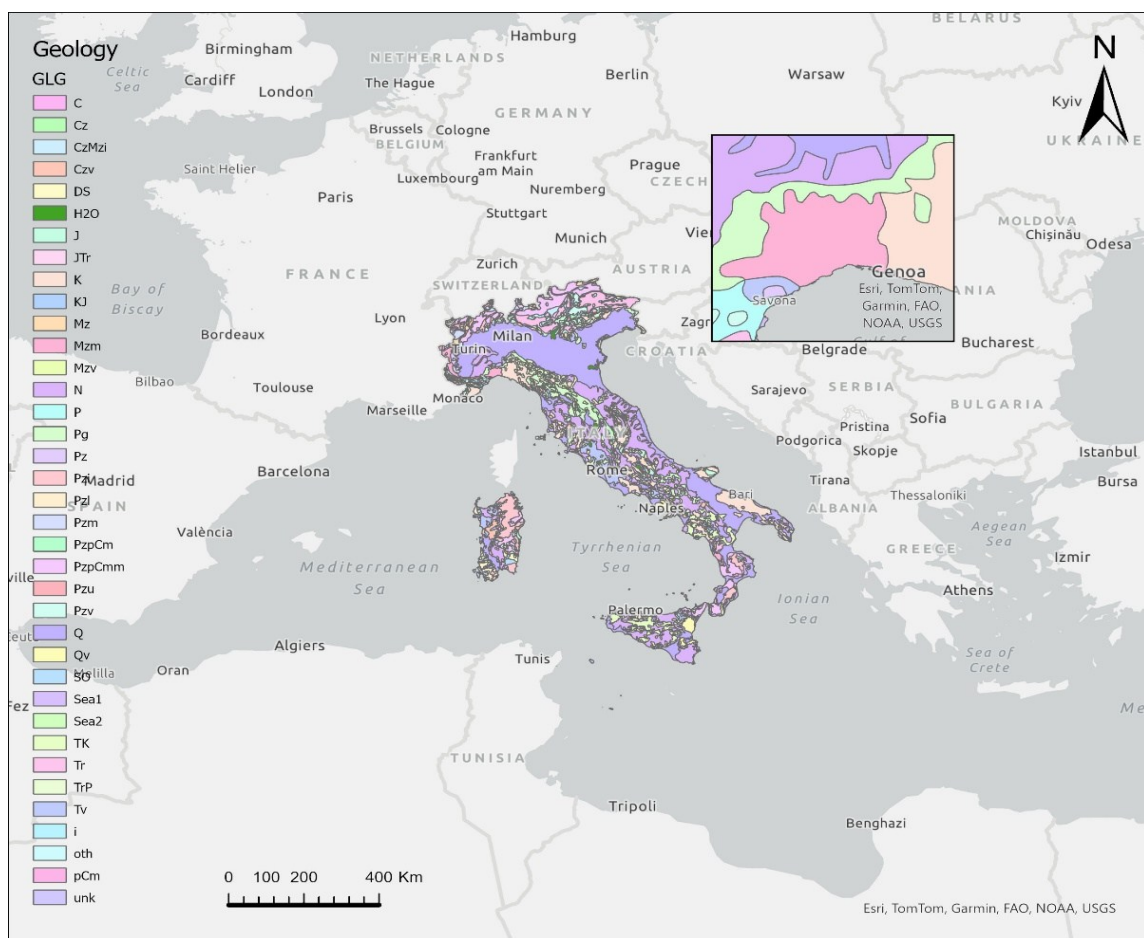 Geology
GLG
C
Cz
CzMzi
Czv
DS
H2O
J
JTr
K
KJ
Mz
Mzm
Mzv
N
P
Pg
Pz
Pzl
Pzm
PzpCm
PzpCmm
Pzu
Pzv
Q
Qv
SO
Sea1
Sea2
TK
Tr
TrP
Tv
i
oth
pCm
unk
0 100 200 400 Km
N
BELARUS
Hamburg
Birmingham
NETHERLANDS
Celtic
Sea
Cardiff
London
The Hague
Berlin
Warsaw
Kyiv
GERMANY
UKRAINE
Brussels
Cologne
BELGIUM
Saint Helier
Frankfurt
am Main
Prague
Luxembourg
CZECH
Paris
Nuremberg
Stuttgart
Munich
MOLDOVA
Chișinău
Odesa
Zurich
AUSTRIA
SWITZERLAND
FRANCE
Bay of
Biscay
Lyon
Bordeaux
Milan
Turin
CROATIA
Belgrade
Bucharest
Bilbao
Toulouse
Monaco
Marseille
Sarajevo
SERBIA
BULGARIA
Pristina
Sofia
Podgorica
Skopje
ITALY
Barcelona
Rome
Istanbul
Madrid
SPAIN
Tirana
Bursa
Bari
Naples
Thessaloniki
ALBANIA
València
Tyrrhenian
Sea
Aegean
Sea
Mediterranean
Sea
GREECE
Izmir
Ionian
Sea
Athens
Palermo
Algiers
Tunis
Sea of
Crete
Melilla
Oran
Fez
TUNISIA
Tripoli
Benghazi
Genoa
Savona
Esri, TomTom,
Garmin, FAO,
NOAA, USGS
Esri, TomTom, Garmin, FAO, NOAA, USGS